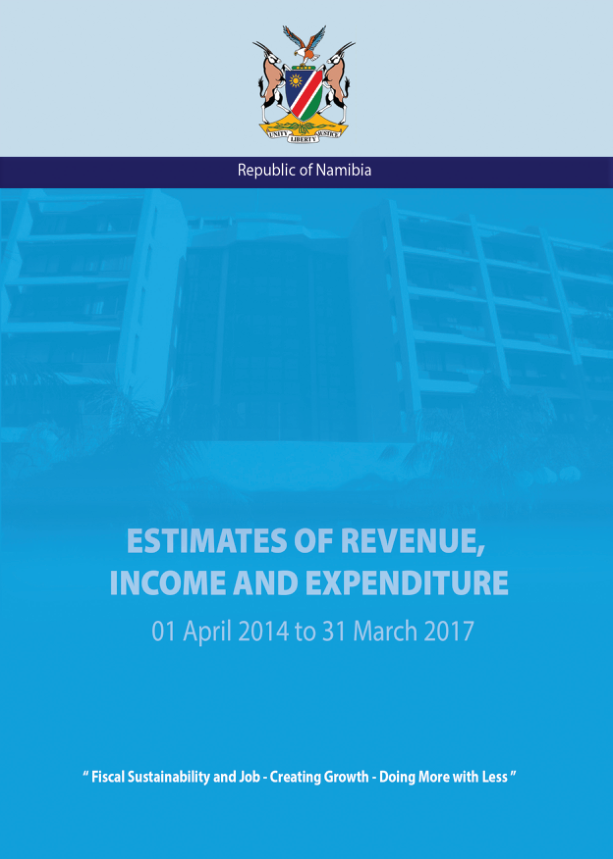 UNITY LIBERTY JUSTICE
Republic of Namibia
ESTIMATES OF REVENUE,
INCOME AND EXPENDITURE
01 April 2014 to 31 March 2017
“ Fiscal Sustainability and Job - Creating Growth - Doing More with Less ”